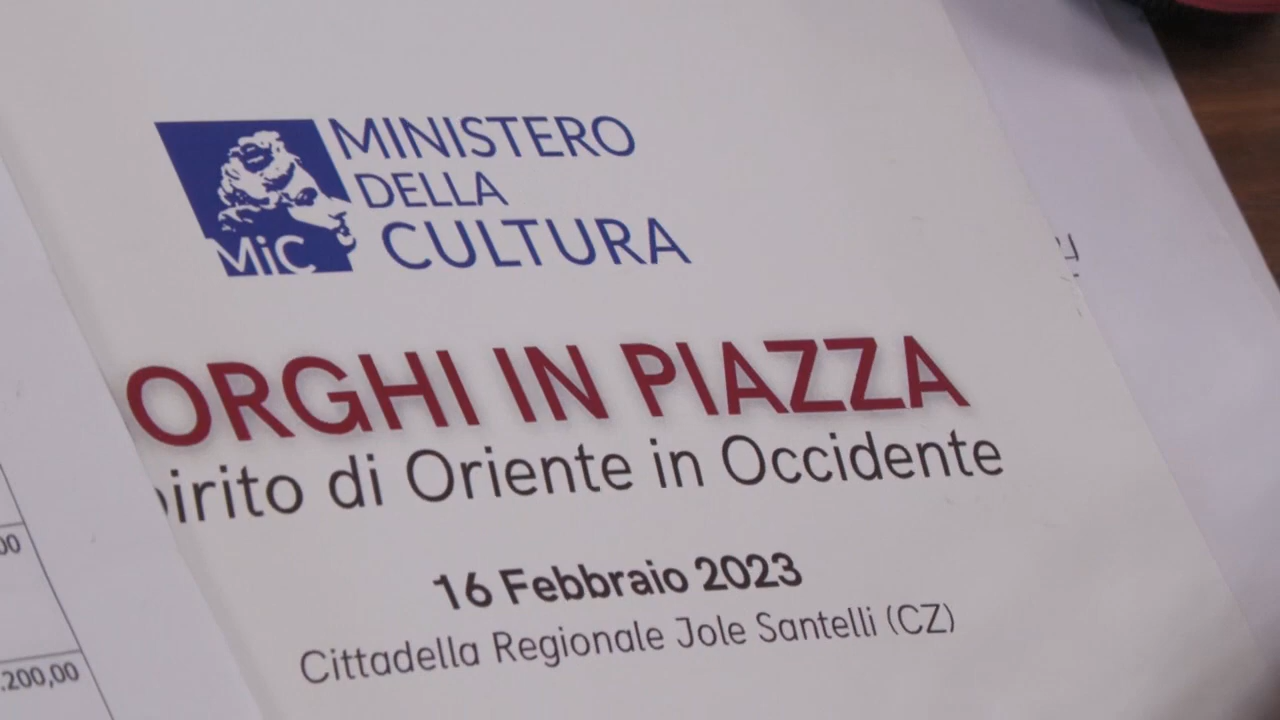 MINISTERO
DELLA
CULTURA
MiC
ORGHI IN PIAZZA
pirito di Oriente in Occidente
16 Febbraio 2023
Cittadella Regionale Jole Santelli (CZ)
00
.200,00